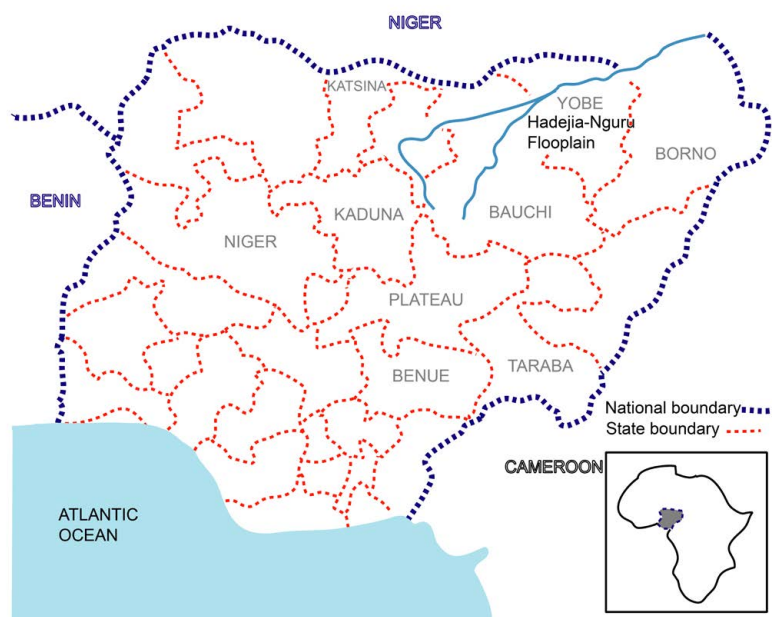 NIGER
KATSINA
YOBE
Hadejia-Nguru
Flooplain
BORNO
BENIN
KADUNA
BAUCHI
NIGER
PLATEAU
BENUE
TARABA
National boundary
State boundary
CAMEROON
ATLANTIC
OCEAN